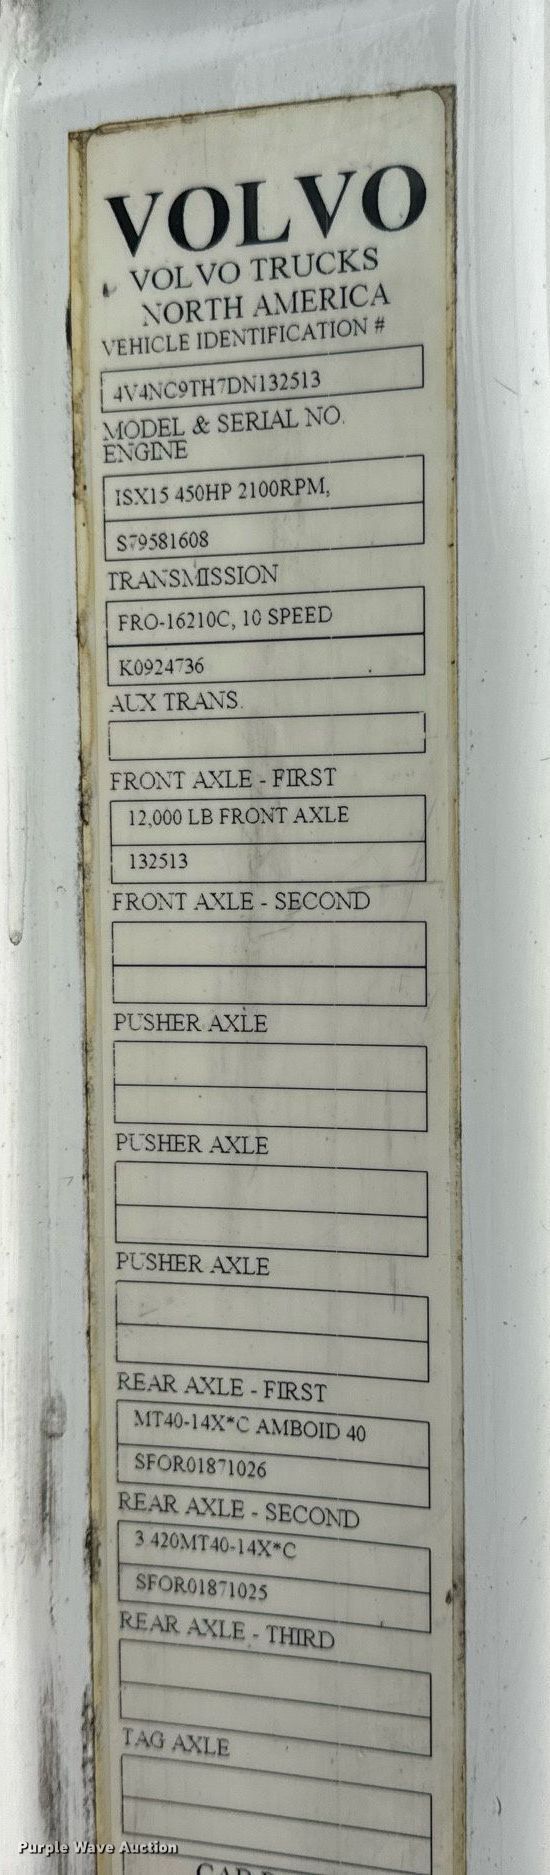 VOLVO
VOLVO TRUCKS
NORTH AMERICA
VEHICLE IDENTIFICATION #
4V4NC9TH7DN132513
MODEL & SERIAL NO.
ENGINE
ISX15 450HP 2100RPM,
S79581608
TRANSMISSION
FRO-16210C, 10 SPEED
K0924736
AUX TRANS.
FRONT AXLE - FIRST
12,000 LB FRONT AXLE
132513
FRONT AXLE - SECOND
PUSHER AXLE
PUSHER AXLE
PUSHER AXLE
REAR AXLE - FIRST
MT40-14X*C AMBOID 40
SFOR01871026
REAR AXLE - SECOND
3.420MT40-14X*C
SFOR01871025
REAR AXLE - THIRD
TAG AXLE
Purple Wave Auction